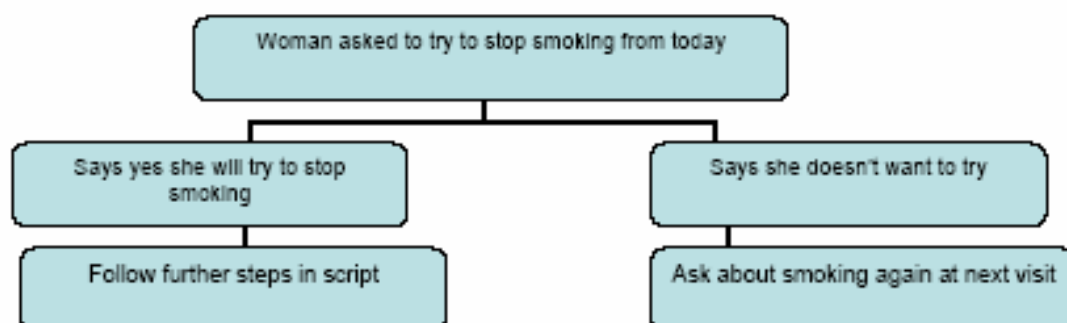 Woman asked to try to stop smoking from today
Says yes she will try to stop
smoking
Says she doesn't want to try
Follow further steps in script
Ask about smoking again at next visit